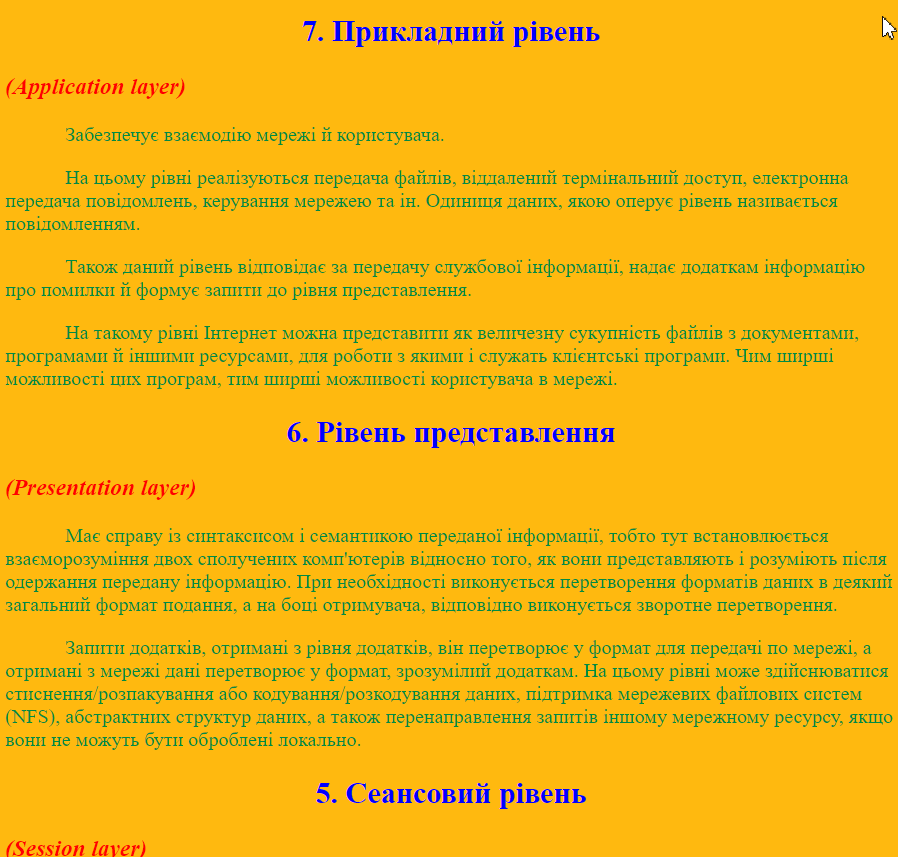 7. Прикладний рівень
(Application layer)
Забезпечує взаємодію мережі й користувача.
На цьому рівні реалізуються передача файлів, віддалений термінальний доступ, електронна
передача повідомлень, керування мережею та ін. Одиниця даних, якою оперує рівень називається
повідомленням.
Також даний рівень відповідає за передачу службової інформації, надає додаткам інформацію
про помилки й формує запити до рівня представлення.
На такому рівні Інтернет можна представити як величезну сукупність файлів з документами,
програмами й іншими ресурсами, для роботи з якими і служать клієнтські програми. Чим ширші
можливості цих програм, тим ширші можливості користувача в мережі.
6. Рівень представлення
(Presentation layer)
Має справу із синтаксисом і семантикою переданої інформації, тобто тут встановлюється
взаєморозуміння двох сполучених комп'ютерів відносно того, як вони представляють і розуміють після
одержання передану інформацію. При необхідності виконується перетворення форматів даних в деякий
загальний формат подання, а на боці отримувача, відповідно виконується зворотне перетворення.
Запити додатків, отримані з рівня додатків, він перетворює у формат для передачі по мережі, а
отримані з мережі дані перетворює у формат, зрозумілий додаткам. На цьому рівні може здійснюватися
стиснення/розпакування або кодування/розкодування даних, підтримка мережевих файлових систем
(NFS), абстрактних структур даних, а також перенаправлення запитів іншому мережному ресурсу, якщо
вони не можуть бути оброблені локально.
5. Сеансовий рівень
(Session layer)